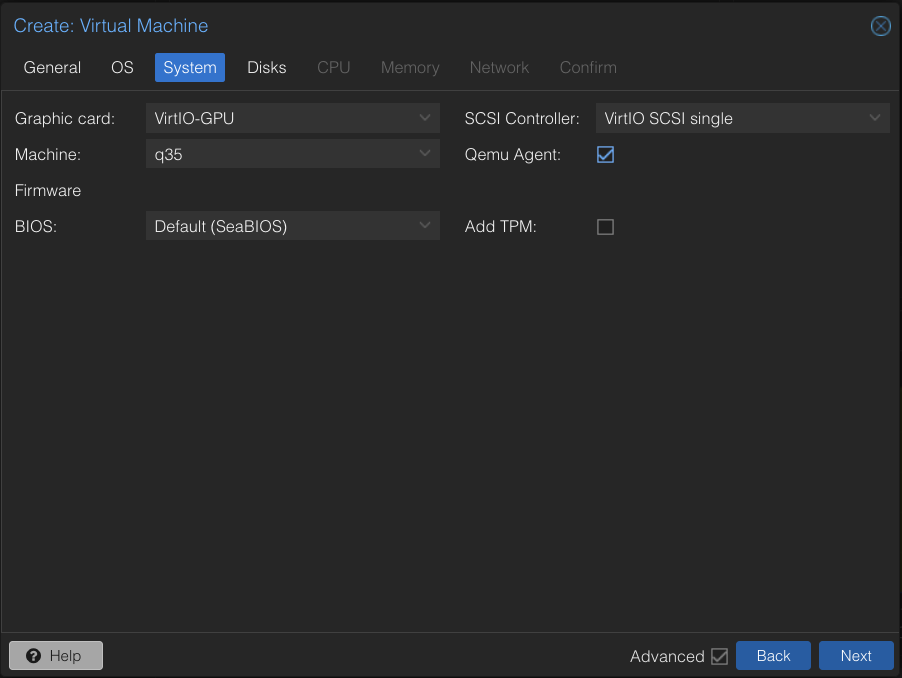 Create: Virtual Machine
General OS System Disks CPU Memory Network Confirm
Graphic card: VirtIO-GPU SCSI Controller: VirtIO SCSI single
Machine: q35 Qemu Agent:
Firmware
BIOS: Default (SeaBIOS) Add TPM:
Help Advanced Back Next